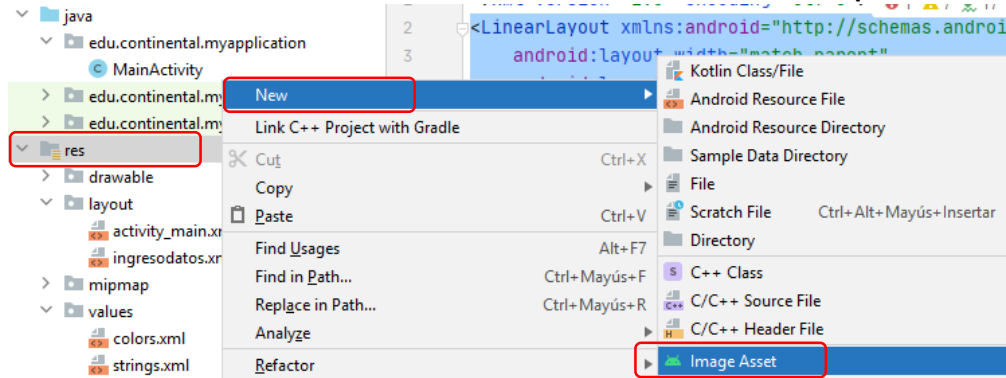 java
edu.continental.myapplication
MainActivity
edu.continental.my
edu.continental.my
res
drawable
layout
activity_main.xm
ingresodatos.xm
mipmap
values
colors.xml
strings.xml
2
3
<LinearLayout xmlns:android="http://schemas.androi
android:layout_width="match_parent"
New
Link C++ Project with Gradle
Cut Ctrl+X
Copy
Paste Ctrl+V
Find Usages Alt+F7
Find in Path... Ctrl+Mayús+F
Replace in Path... Ctrl+Mayús+R
Analyze
Refactor
Kotlin Class/File
Android Resource File
Android Resource Directory
Sample Data Directory
File
Scratch File Ctrl+Alt+Mayús+Insertar
Directory
C++ Class
C/C++ Source File
C/C++ Header File
Image Asset